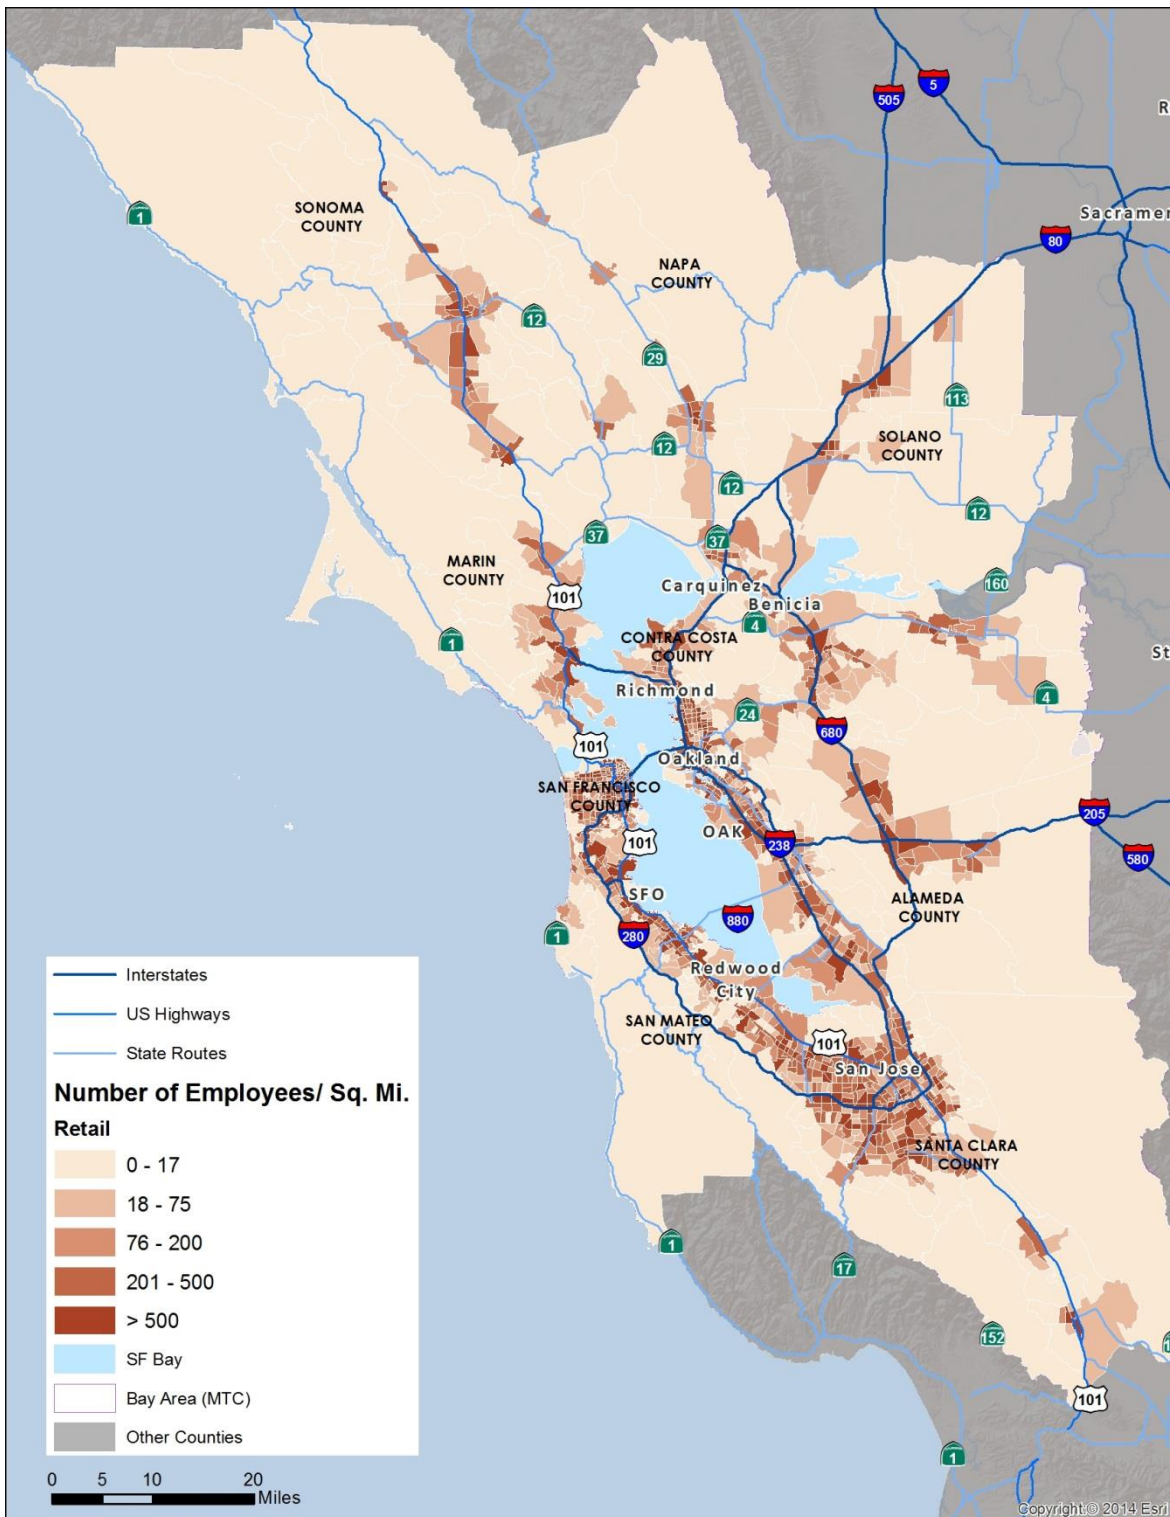 505
5
R
1
SONOMA
COUNTY
Sacramen
80
NAPA
COUNTY
12
29
113
SOLANO
COUNTY
12
12
12
37
37
MARIN
COUNTY
160
101
Carquinez
Benicia
4
1
CONTRA COSTA
COUNTY
St
Richmond
4
24
680
101
Oakland
SAN FRANCISCO
COUNTY
205
OAK
101
238
580
SFO
ALAMEDA
COUNTY
880
1
280
Redwood
City
SAN MATEO
COUNTY
101
San Jose
SANTA CLARA
COUNTY
1
17
152
1
101
1
Interstates
US Highways
State Routes
Number of Employees/ Sq. Mi.
Retail
0 - 17
18 - 75
76 - 200
201 - 500
> 500
SF Bay
Bay Area (MTC)
Other Counties
0 5 10 20
Miles
Copyright:© 2014 Esri